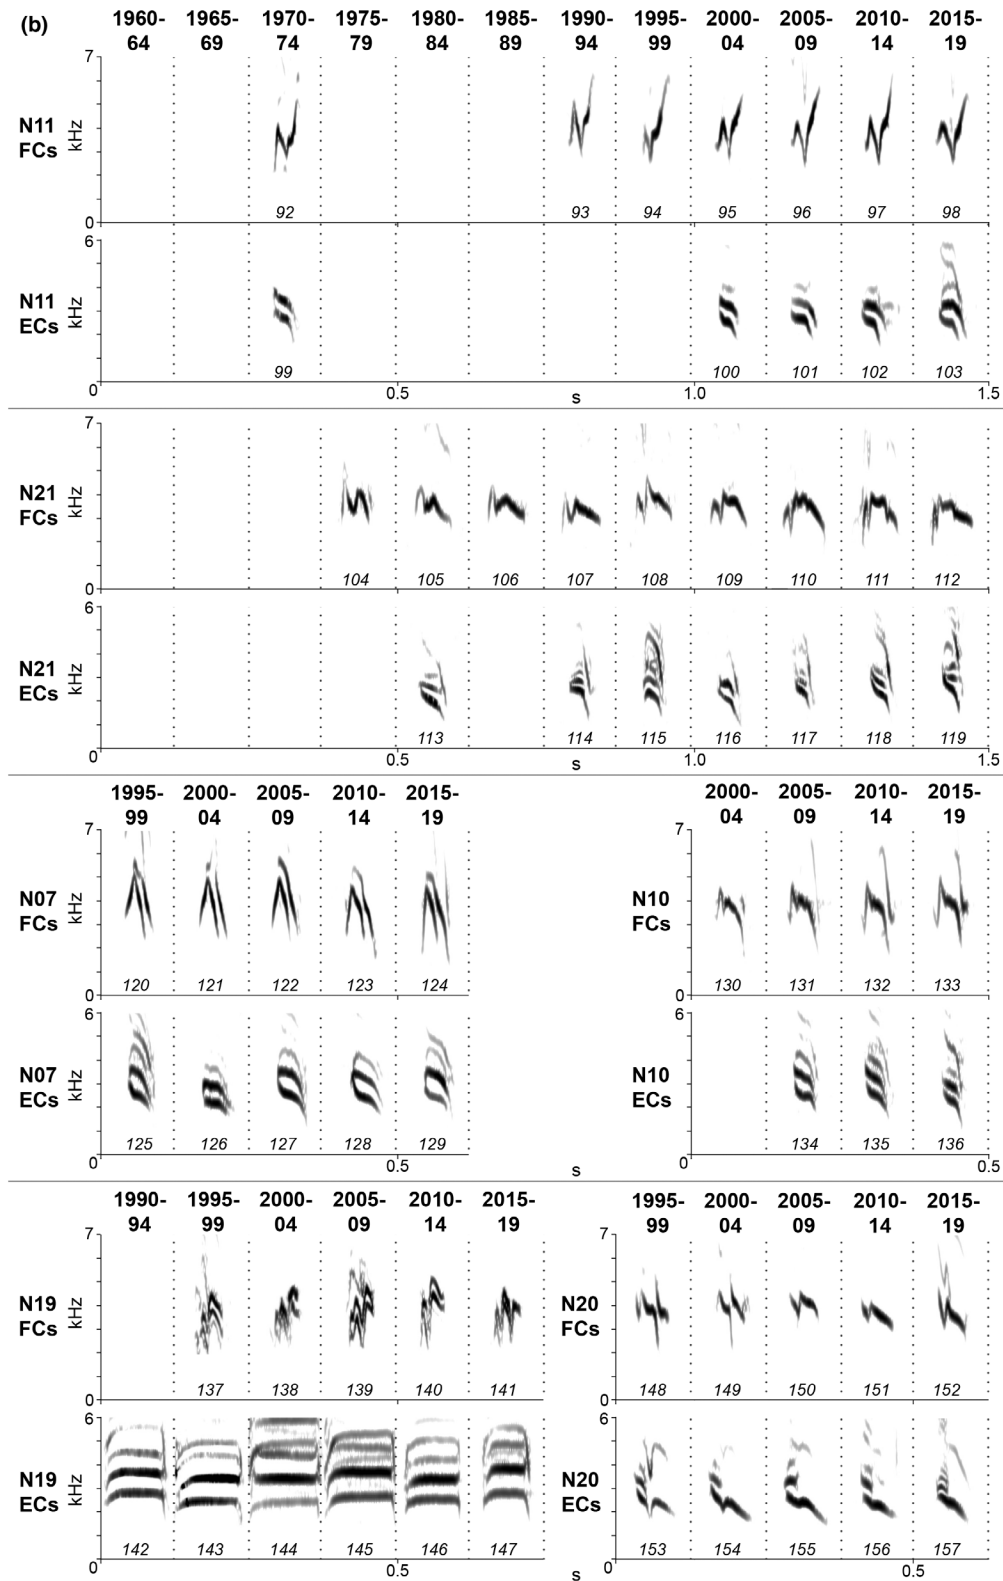 (b) 1960- 1965- 1970- 1975- 1980- 1985- 1990- 1995- 2000- 2005- 2010- 2015-
64 69 74 79 84 89 94 99 04 09 14 19
7
N11
FCs kHz
92 93 94 95 96 97 98
0
6
N11
ECs kHz
99 100 101 102 103
0 0.5 s 1.0 1.5
7
N21
FCs kHz
104 105 106 107 108 109 110 111 112
0
6
N21
ECs kHz
113 114 115 116 117 118 119
0 0.5 s 1.0 1.5
1995- 2000- 2005- 2010- 2015- 2000- 2005- 2010- 2015-
99 04 09 14 19 04 09 14 19
7 7
N07 N10
FCs kHz FCs
120 121 122 123 124 130 131 132 133
0 0
6 6
N07 N10
ECs kHz ECs
125 126 127 128 129 134 135 136
0 0.5 s 0 0.5
1990- 1995- 2000- 2005- 2010- 2015- 1995- 2000- 2005- 2010- 2015-
94 99 04 09 14 19 99 04 09 14 19
7 7
N19 N20
FCs kHz FCs
137 138 139 140 141 148 149 150 151 152
0 0
6 6
N19 N20
ECs kHz ECs
142 143 144 145 146 147 153 154 155 156 157
0 0.5 s 0 0.5